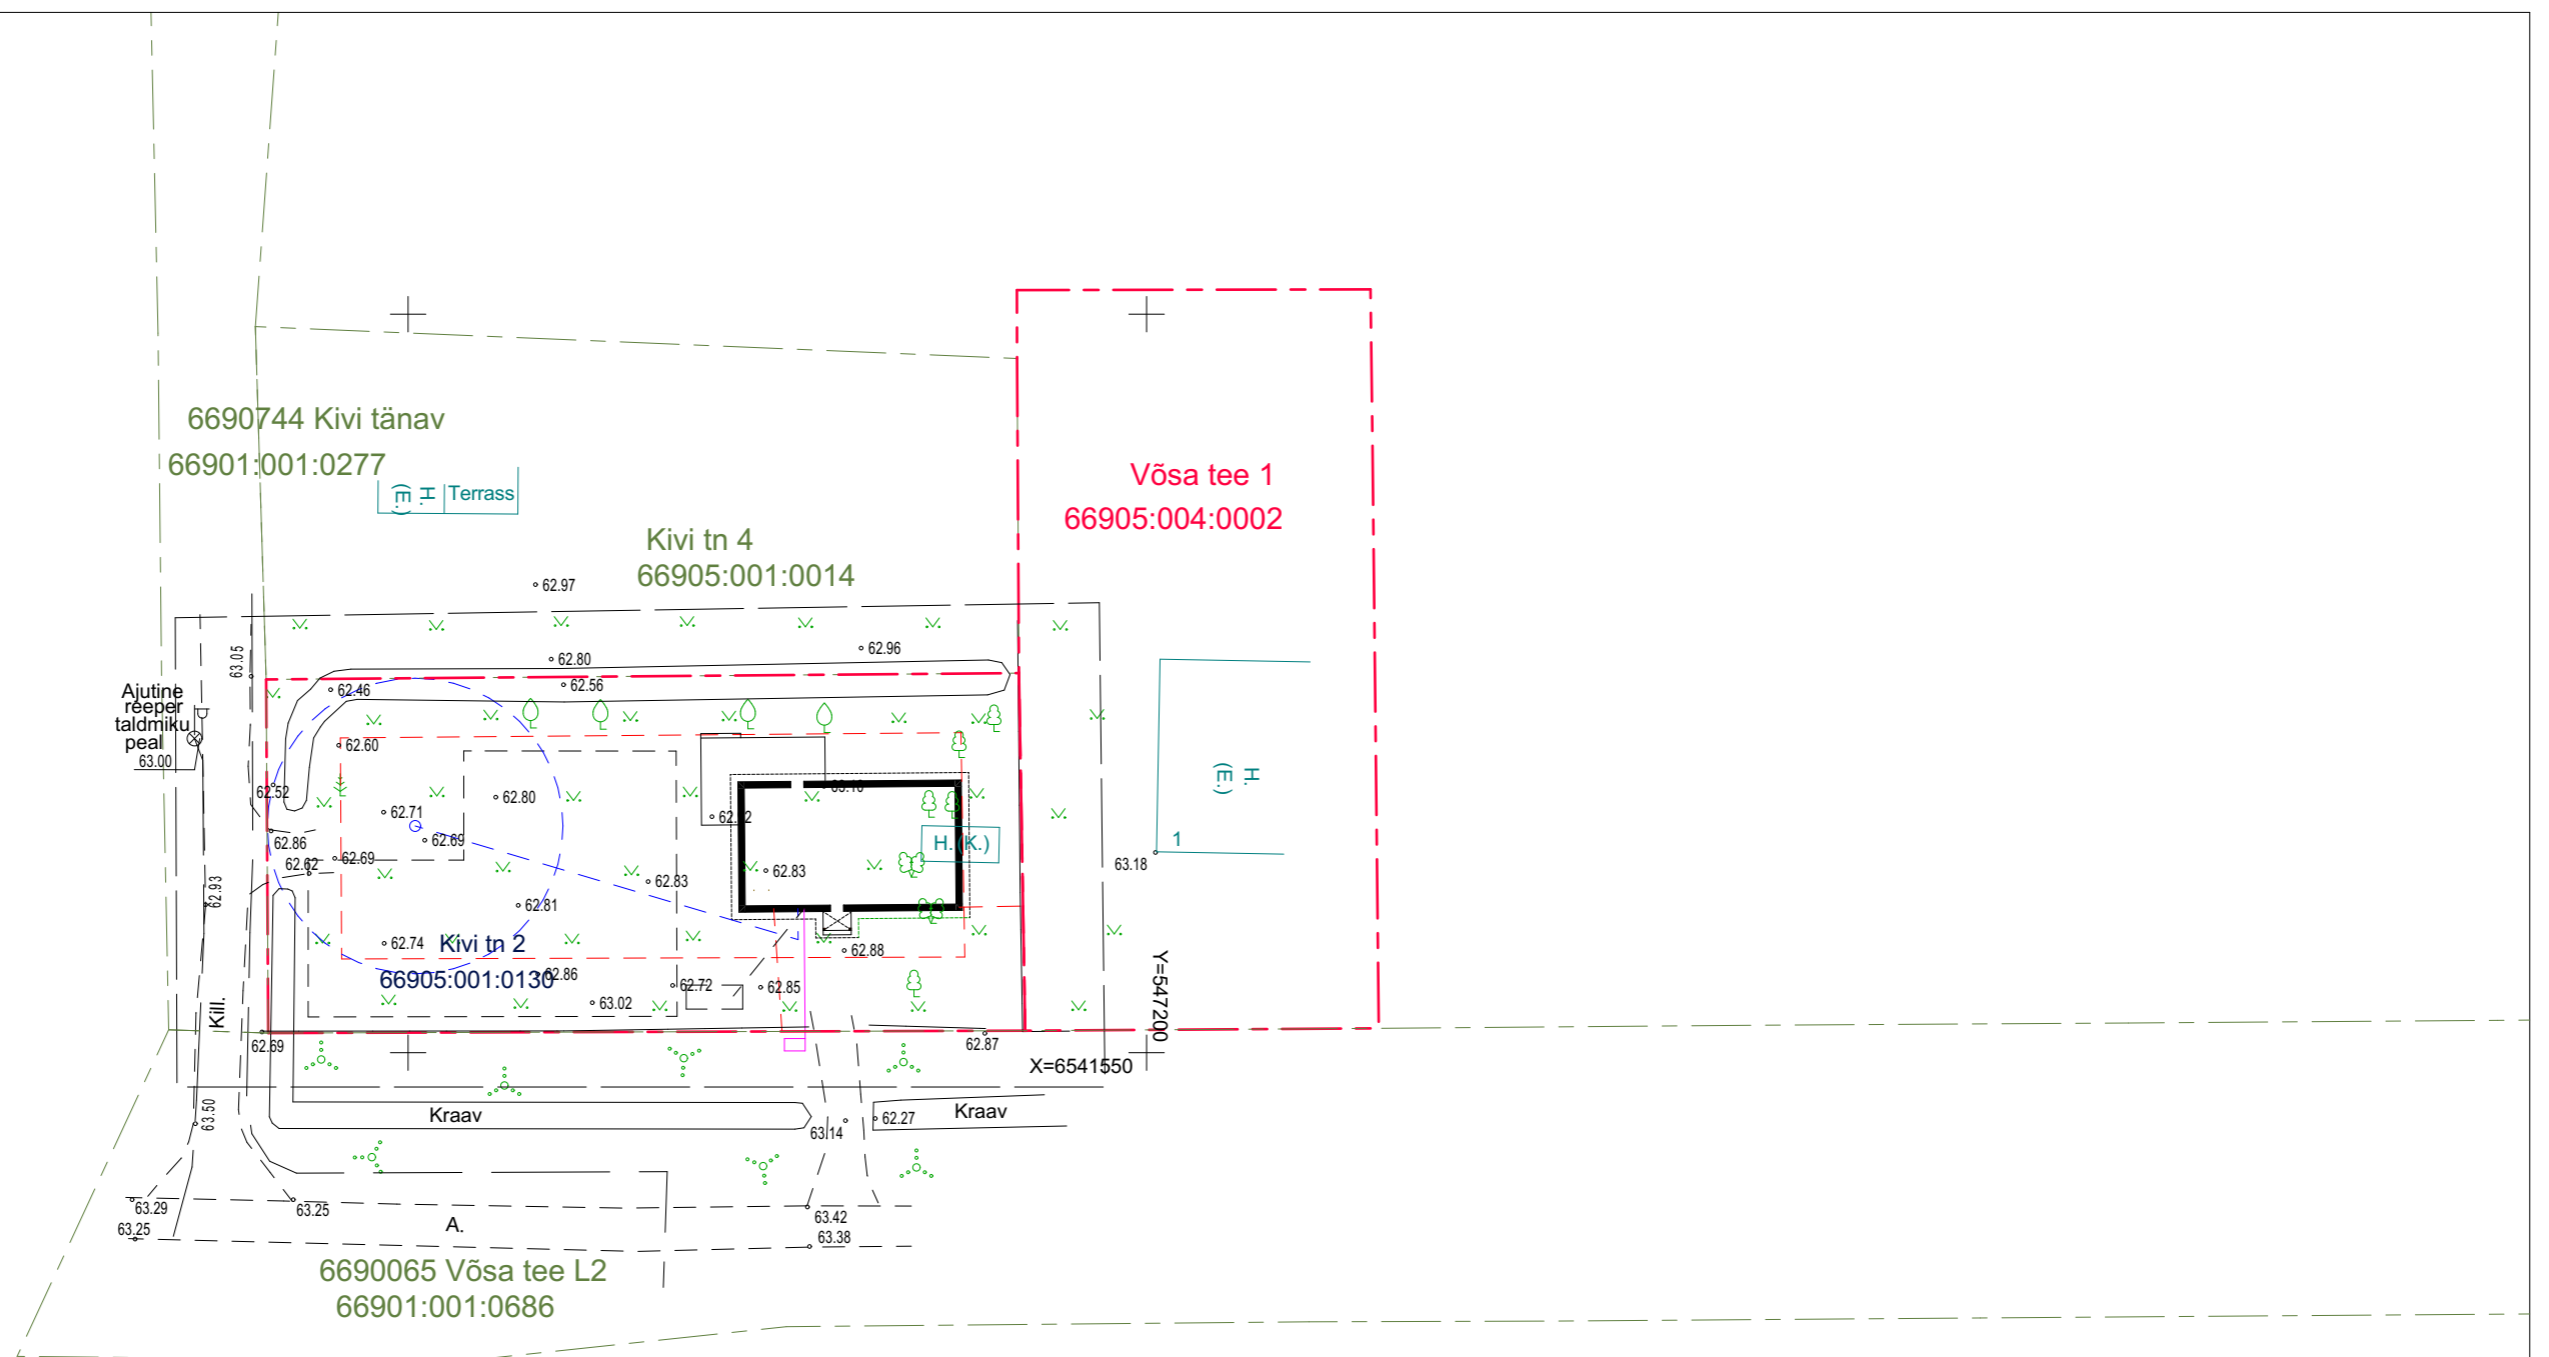 6690744 Kivi tänav
66901:001:0277
H.
(E.)
Terrass
Võsa tee 1
66905:004:0002
Kivi tn 4
66905:001:0014
62.97
63.05
62.80
62.96
62.46
62.56
Ajutine
reeper
taldmiku
peal
63.00
62.60
62.52
62.71
62.80
62.69
62.86
62.62
62.69
62.93
62.83
62.83
H.(K.)
H.
(E.)
1
63.18
62.81
62.74
Kivi tn 2
66905:001:0130
62.86
62.88
62.72
62.85
63.02
Kill.
62.69
62.87
Y=547200
X=6541550
63.50
Kraav
63.14
62.27
Kraav
63.29
63.25
63.25
A.
63.42
63.38
6690065 Võsa tee L2
66901:001:0686